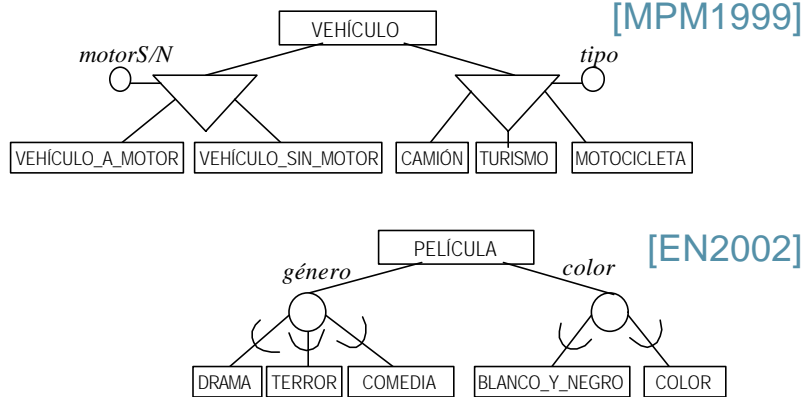 [MPM1999]
VEHÍCULO
motorS/N
tipo
VEHÍCULO_A_MOTOR VEHÍCULO_SIN_MOTOR CAMIÓN TURISMO MOTOCICLETA
[EN2002]
PELÍCULA
género color
DRAMA TERROR COMEDIA BLANCO_Y_NEGRO COLOR